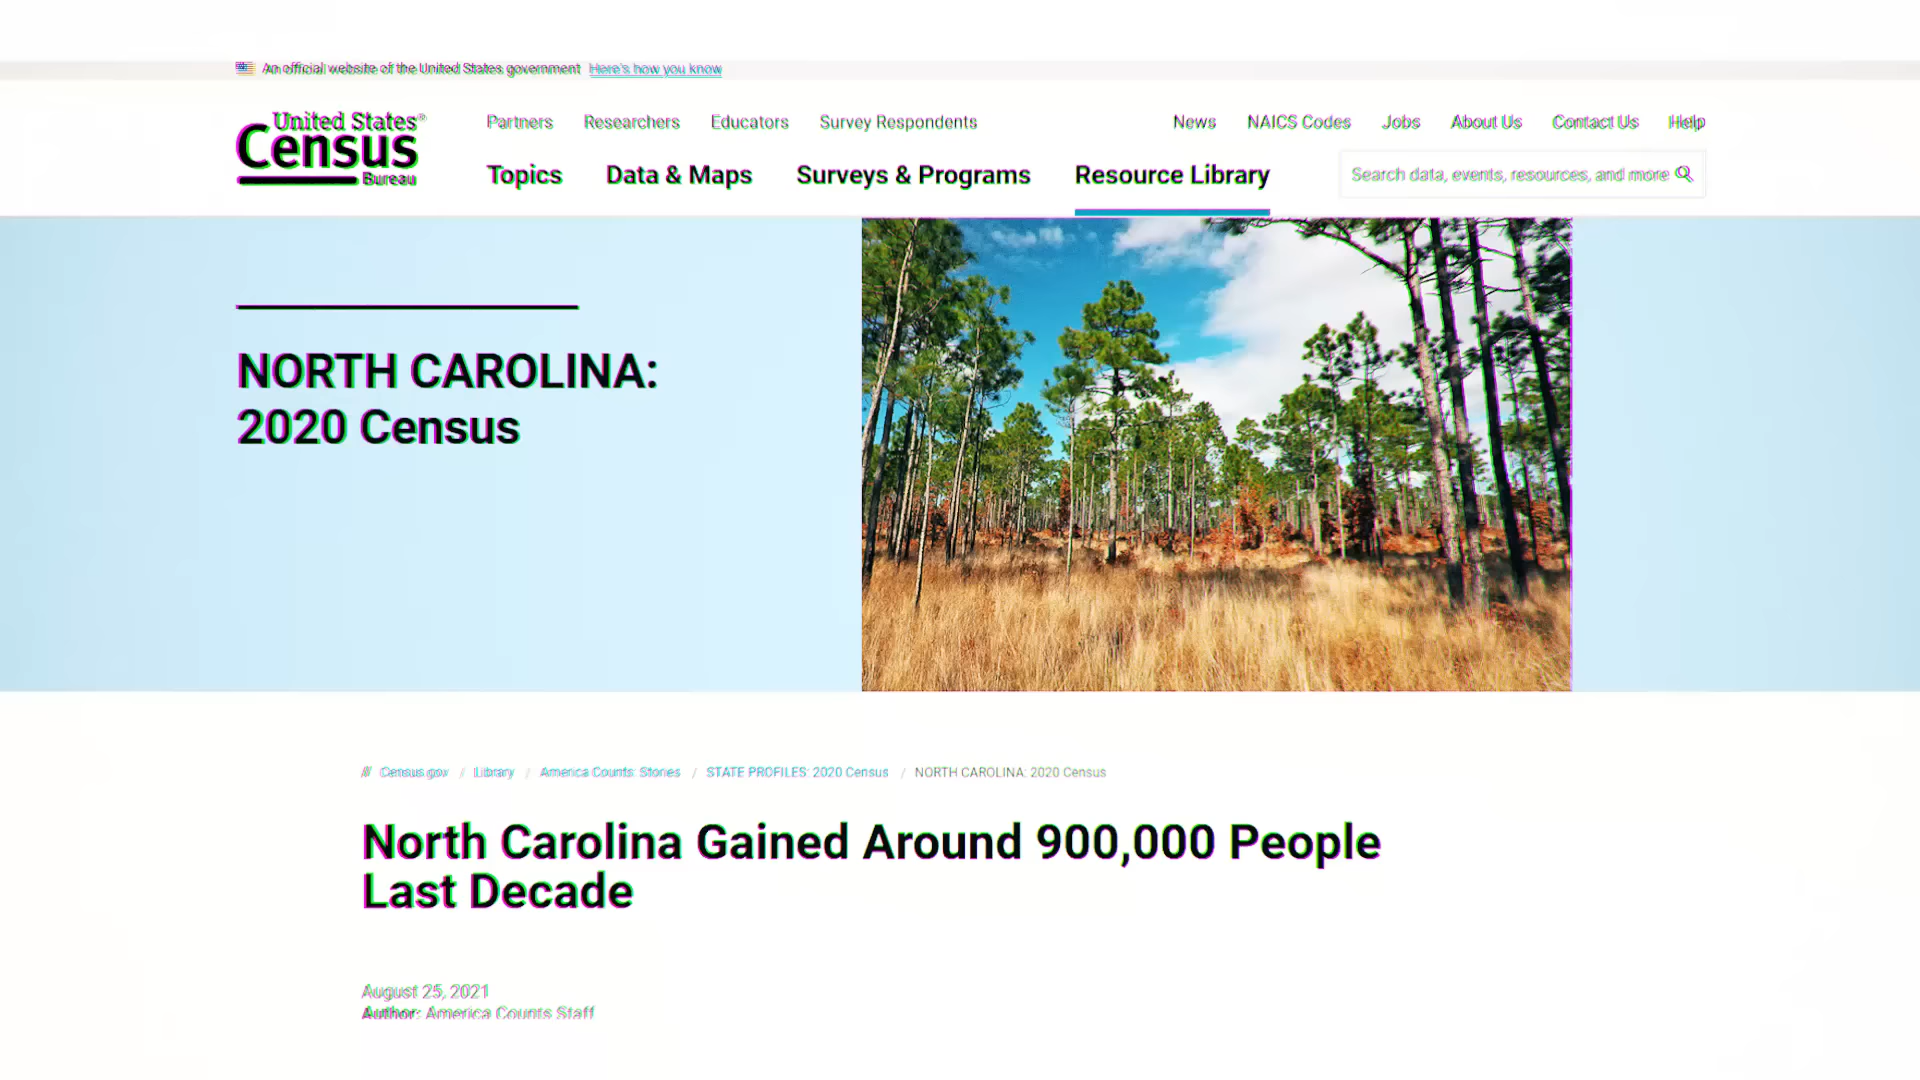 An official website of the United States government Here's how you know
United States®
Census
Bureau
Partners Researchers Educators Survey Respondents
News NAICS Codes Jobs About Us Contact Us Help
Topics Data & Maps Surveys & Programs Resource Library
Search data, events, resources, and more
NORTH CAROLINA:
2020 Census
/// Census.gov / Library / America Counts: Stories / STATE PROFILES: 2020 Census / NORTH CAROLINA: 2020 Census
North Carolina Gained Around 900,000 People
Last Decade
August 25, 2021
Author: America Counts Staff